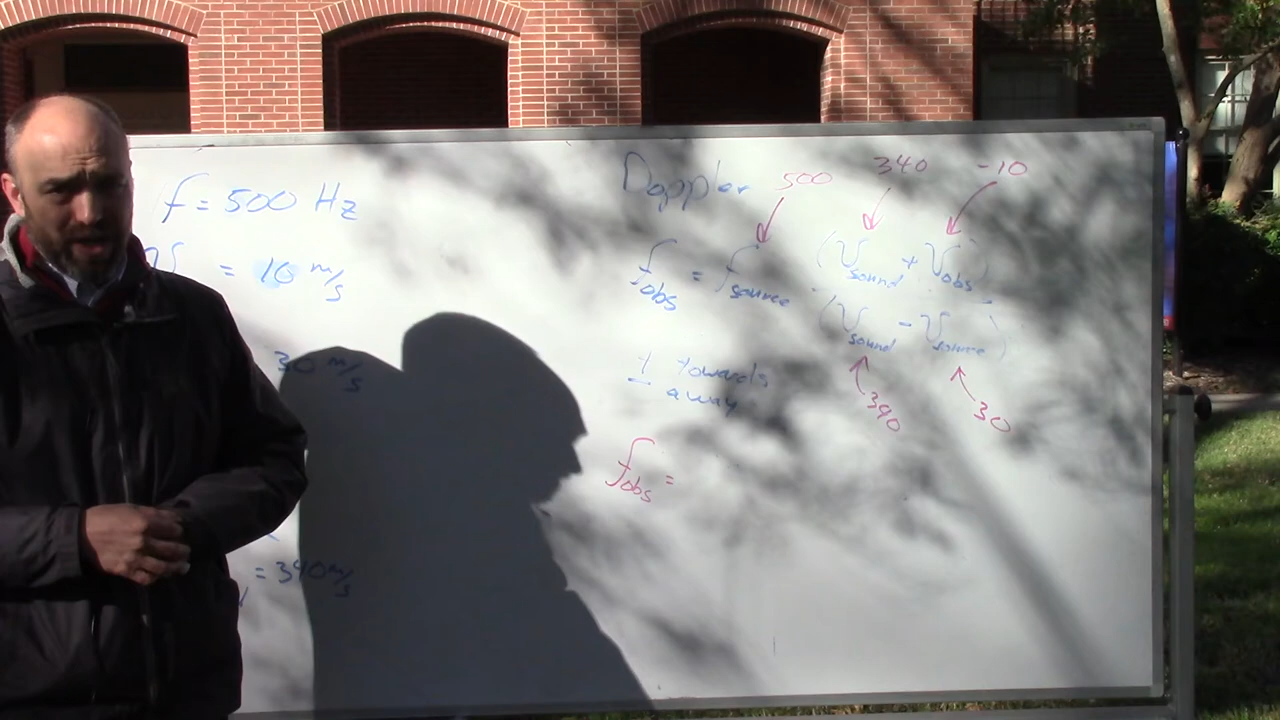 f = 500 Hz
V = 10 m/s
30 m/s
= 340 m/s
Doppler 500 340 -10
f obs = f source (V sound + V obs)
(V sound - V source)
340 30
+ towards
- away
f obs =